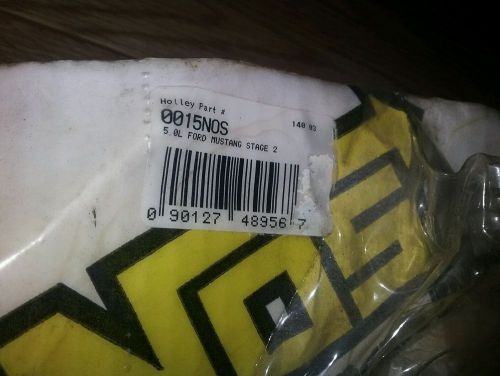 Holley Part #
0015NOS
140 93
5.0L FORD MUSTANG STAGE 2
0 90127 48956 7